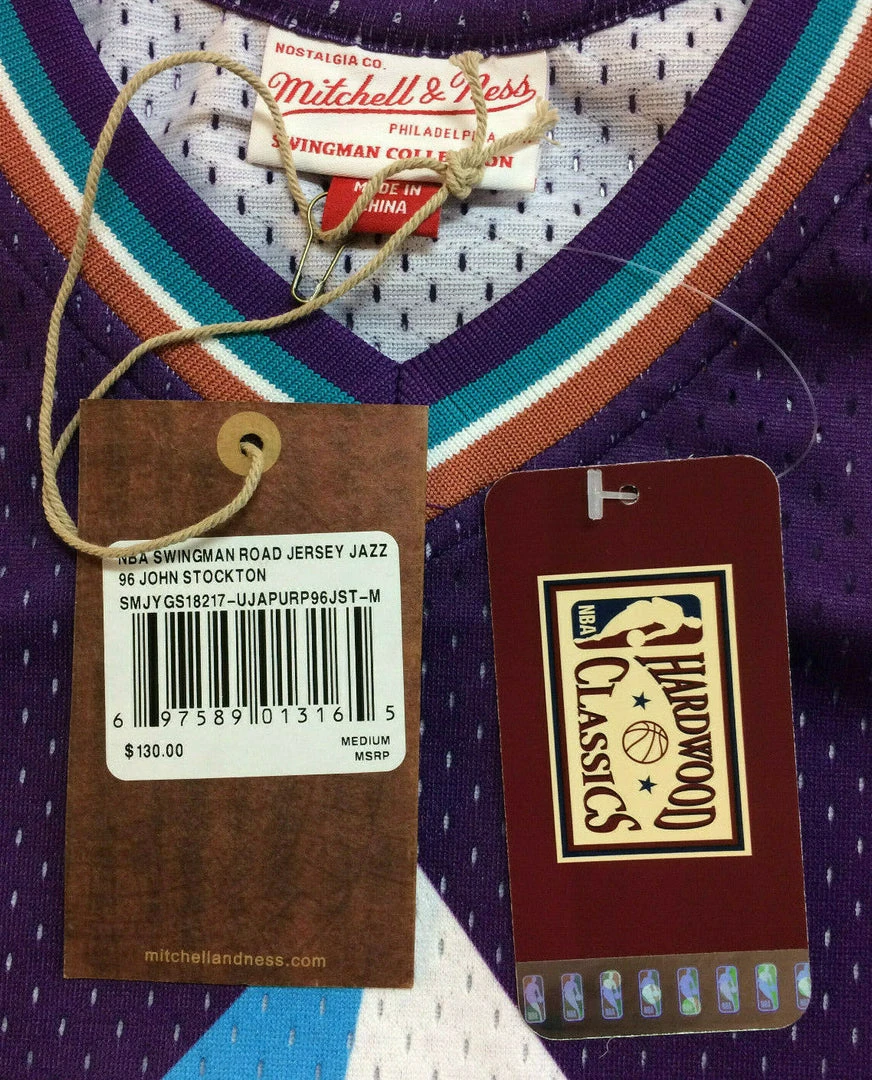 NOSTALGIA CO.
Mitchell & Ness
PHILADELPHIA
SWINGMAN COLLECTION
MADE IN
CHINA
NBA SWINGMAN ROAD JERSEY JAZZ
96 JOHN STOCKTON
SMJYGS18217-UJAPURP96JST-M
6 97589 01316 5
$130.00
MEDIUM
MSRP
mitchellandness.com
NBA
HARDWOOD
CLASSICS